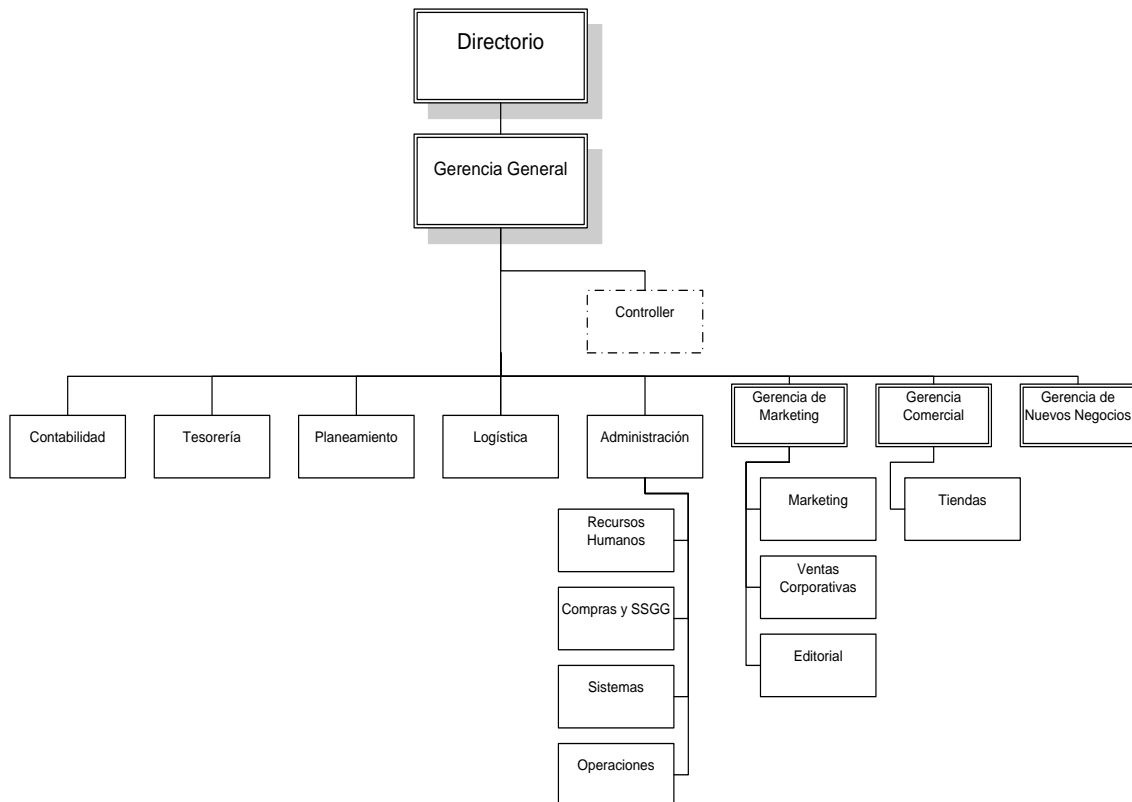 Directorio
Gerencia General
Controller
Contabilidad
Tesorería
Planeamiento
Logística
Administración
Gerencia de
Marketing
Gerencia
Comercial
Gerencia de
Nuevos Negocios
Recursos
Humanos
Compras y SSGG
Sistemas
Operaciones
Marketing
Ventas
Corporativas
Editorial
Tiendas